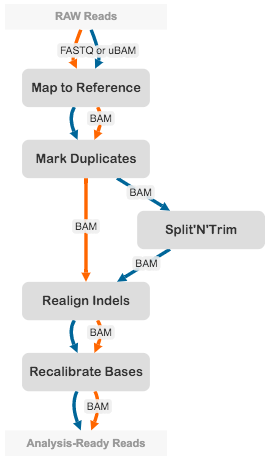 RAW Reads
FASTQ or uBAM
Map to Reference
BAM
Mark Duplicates
BAM
BAM
Split'N'Trim
BAM
Realign Indels
BAM
Recalibrate Bases
BAM
Analysis-Ready Reads